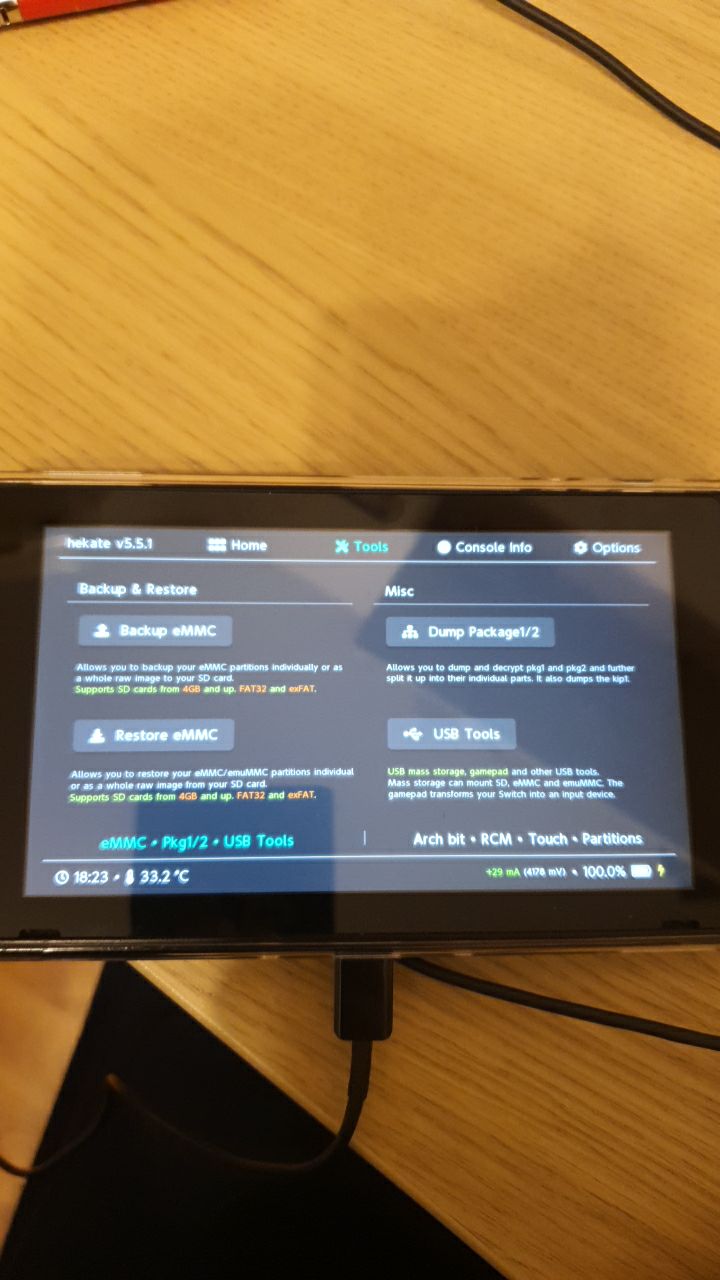 hekate v5.5.1
Home
Tools
Console Info
Options
Backup & Restore
Backup eMMC
Allows you to backup your eMMC partitions individually or as
a whole raw image to your SD card.
Supports SD cards from 4GB and up. FAT32 and exFAT.
Restore eMMC
Allows you to restore your eMMC/emuMMC partitions individual
or as a whole raw image from your SD card.
Supports SD cards from 4GB and up. FAT32 and exFAT.
Misc
Dump Package1/2
Allows you to dump and decrypt pkg1 and pkg2 and further
split it up into their individual parts. It also dumps the kip1.
USB Tools
USB mass storage, gamepad and other USB tools.
Mass storage can mount SD, eMMC and emuMMC. The
gamepad transforms your Switch into an input device.
eMMC • Pkg1/2 • USB Tools | Arch bit • RCM • Touch • Partitions
18:23 • 33.2 °C
+29 mA (4178 mV) • 100.0%